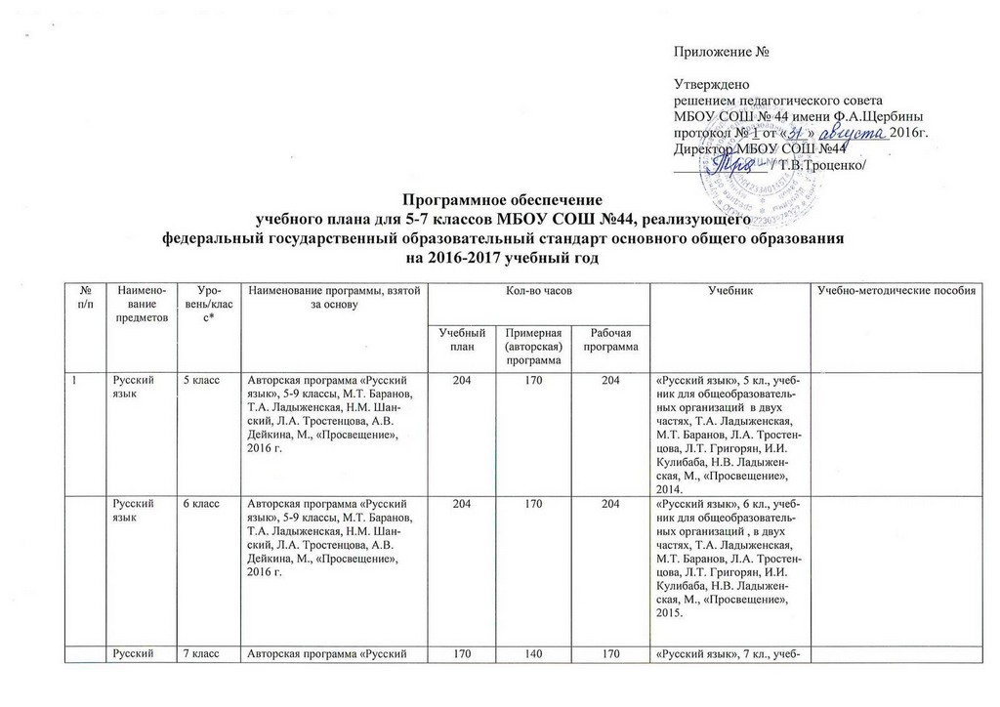 Приложение №
Утверждено
решением педагогического совета
МБОУ СОШ № 44 имени Ф.А.Щербины
протокол № 1 от «31» августа 2016г.
Директор МБОУ СОШ №44
/ Т.В.Троценко/
Программное обеспечение
учебного плана для 5-7 классов МБОУ СОШ №44, реализующего
федеральный государственный образовательный стандарт основного общего образования
на 2016-2017 учебный год
№ п/п
Наимено-
вание
предметов
Уро-
вень/клас
с*
Наименование программы, взятой
за основу
Кол-во часов
Учебник
Учебно-методические пособия
Учебный
план
Примерная
(авторская)
программа
Рабочая
программа
1
Русский
язык
5 класс
Авторская программа «Русский
язык», 5-9 классы, М.Т. Баранов,
Т.А. Ладыженская, Н.М. Шан-
ский, Л.А. Тростенцова, А.В.
Дейкина, М., «Просвещение»,
2016 г.
204
170
204
«Русский язык», 5 кл., учеб-
ник для общеобразователь-
ных организаций в двух
частях, Т.А. Ладыженская,
М.Т. Баранов, Л.А. Тростен-
цова, Л.Т. Григорян, И.И.
Кулибаба, Н.В. Ладыжен-
ская, М., «Просвещение»,
2014.
Русский
язык
6 класс
Авторская программа «Русский
язык», 5-9 классы, М.Т. Баранов,
Т.А. Ладыженская, Н.М. Шан-
ский, Л.А. Тростенцова, А.В.
Дейкина, М., «Просвещение»,
2016 г.
204
170
204
«Русский язык», 6 кл., учеб-
ник для общеобразователь-
ных организаций , в двух
частях, Т.А. Ладыженская,
М.Т. Баранов, Л.А. Тростен-
цова, Л.Т. Григорян, И.И.
Кулибаба, Н.В. Ладыжен-
ская, М., «Просвещение»,
2015.
Русский
7 класс
Авторская программа «Русский
170
140
170
«Русский язык», 7 кл., учеб-